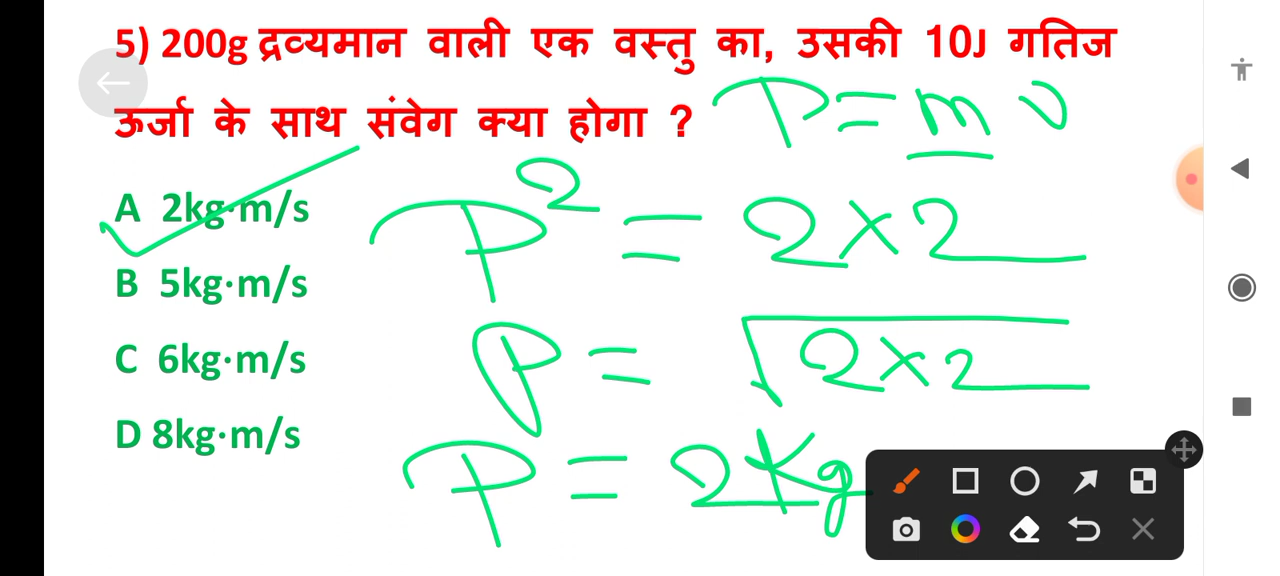 5) 200g द्रव्यमान वाली एक वस्तु का, उसकी 10J गतिज
ऊर्जा के साथ संवेग क्या होगा ?
P = mv
A 2kg·m/s
P² = 2×2
B 5kg·m/s
P = √2×2
C 6kg·m/s
D 8kg·m/s
P = 2Kg